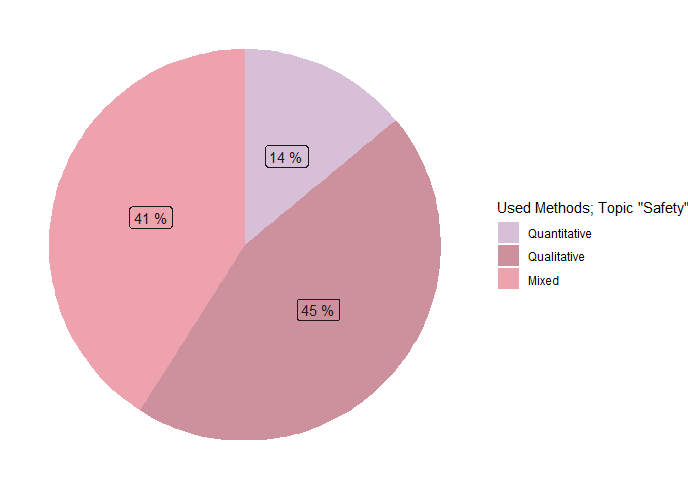 14 %
41 %
45 %
Used Methods; Topic "Safety"
Quantitative
Qualitative
Mixed